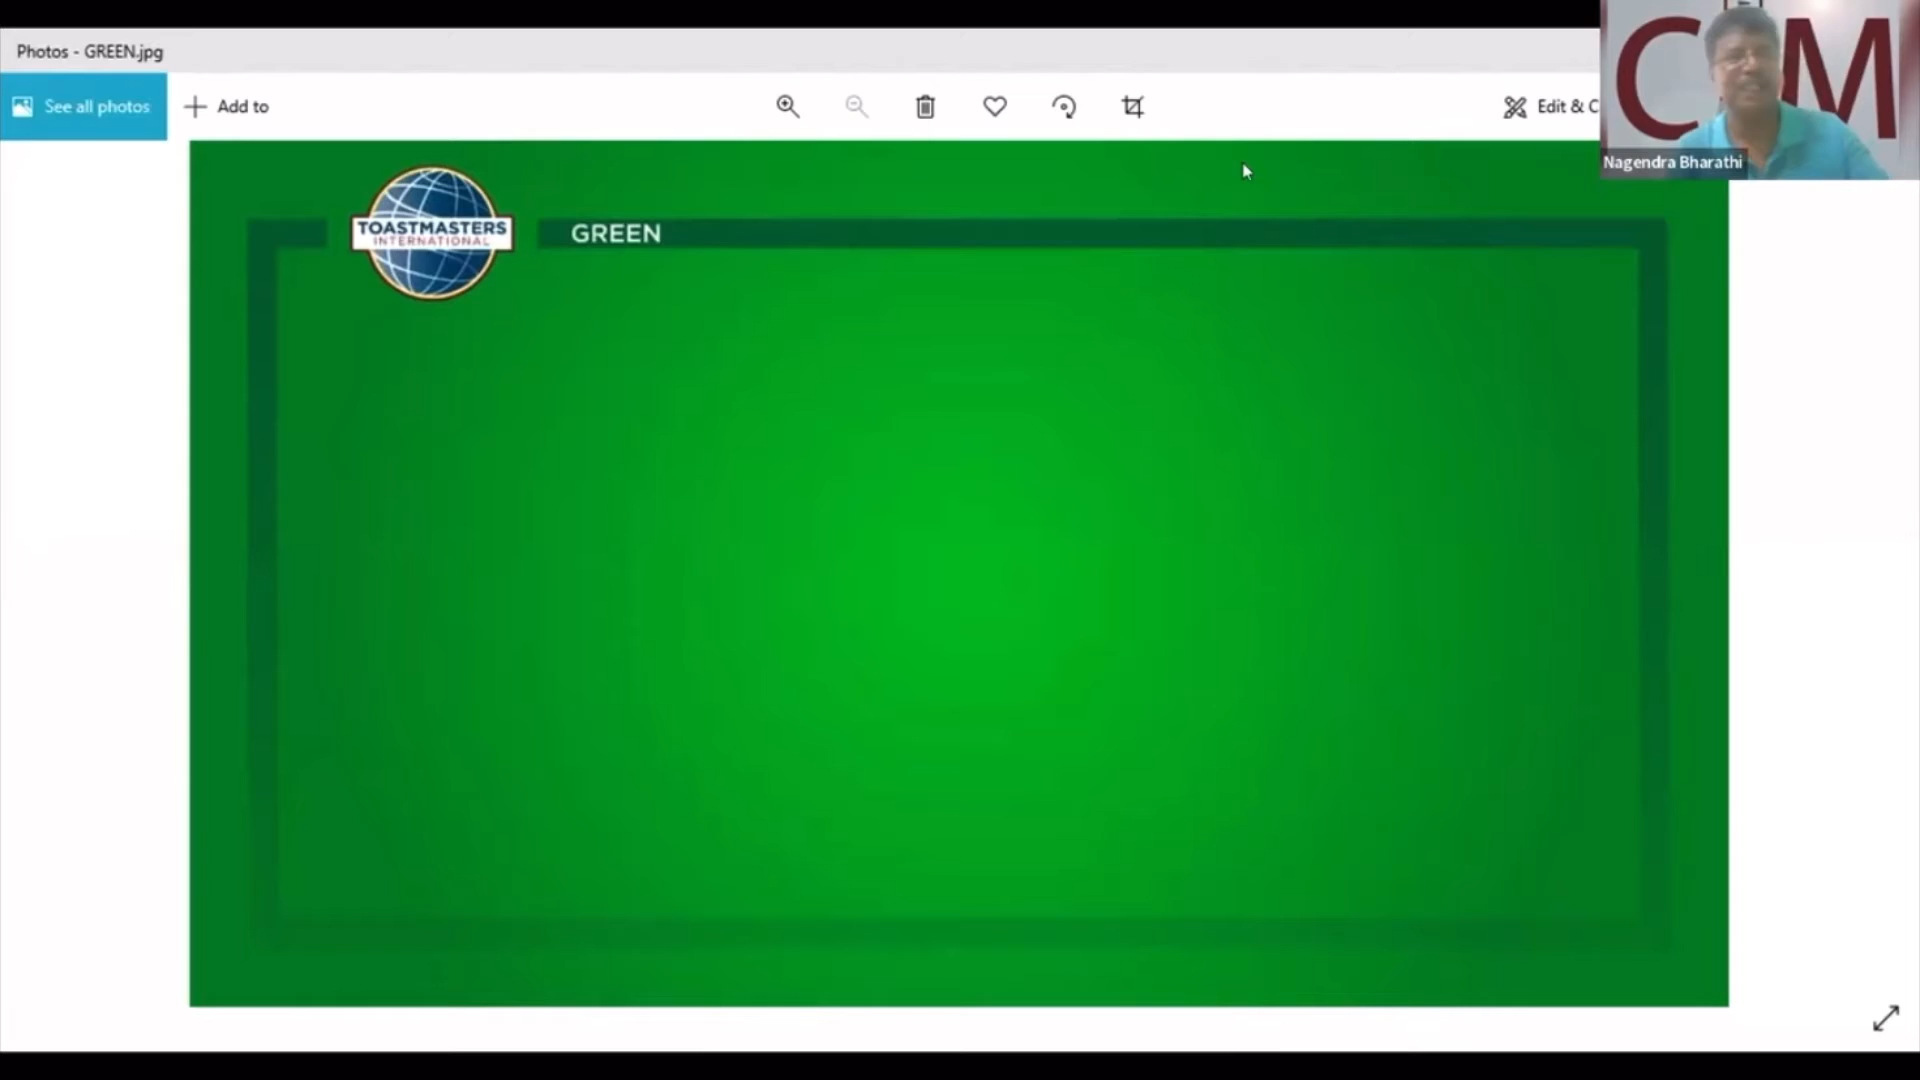 Photos - GREEN.jpg
See all photos
Add to
Edit & C
C M
Nagendra Bharathi
TOASTMASTERS
INTERNATIONAL
GREEN